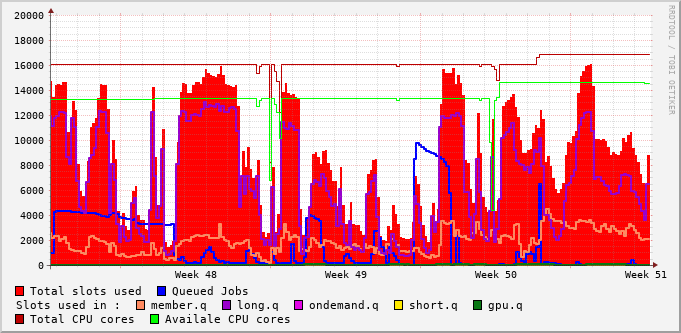 20000
18000
16000
14000
12000
10000
8000
6000
4000
2000
0
Week 48 Week 49 Week 50 Week 51
Total slots used Queued Jobs
Slots used in : member.q long.q ondemand.q short.q gpu.q
Total CPU cores Availale CPU cores
RRDTOOL / TOBI OETIKER